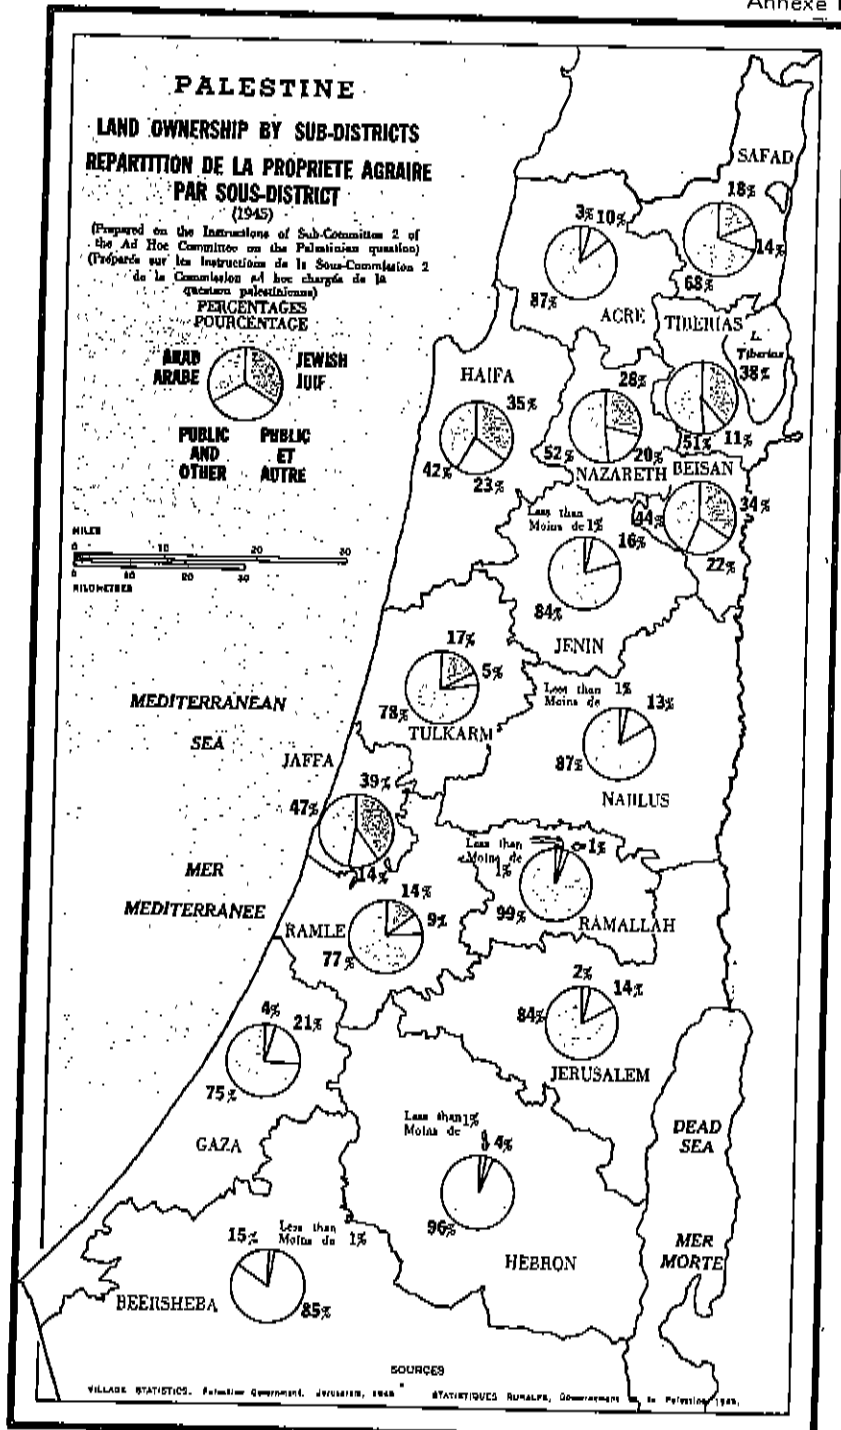 Annexe
PALESTINE
LAND OWNERSHIP BY SUB-DISTRICTS
REPARTITION DE LA PROPRIETE AGRAIRE
PAR SOUS-DISTRICT
(1945)
(Prepared on the Instructions of Sub-Committee 2 of
the Ad Hoc Committee on the Palestinian question)
(Préparée sur les instructions de la Sous-Commission 2
de la Commission ad hoc chargée de la
question palestinienne)
PERCENTAGES
POURCENTAGE
ARAB
ARABE
JEWISH
JUIF
PUBLIC
AND
OTHER
PUBLIC
ET
AUTRE
MILES
0 10 20 30
0 10 20 30
KILOMETRES
SAFAD
18%
14%
68%
3% 10%
87%
ACRE
TIBERIAS
L.
Tiberias
38%
11%
51%
HAIFA
35%
42%
23%
28%
52%
20%
NAZARETH
BEISAN
34%
44%
22%
Less than
Moins de 1%
16%
84%
JENIN
17%
5%
78%
TULKARM
Less than 1%
Moins de
13%
87%
NABLUS
MEDITERRANEAN
SEA
MER
MEDITERRANEE
JAFFA
39%
47%
14%
Less than
Moins de
1%
1%
99%
RAMALLAH
14%
9%
RAMLE
77%
2%
14%
84%
JERUSALEM
4%
21%
75%
GAZA
Less than 1%
Moins de
4%
96%
HEBRON
DEAD
SEA
MER
MORTE
15%
Less than
Moins de 1%
BEERSHEBA
85%
SOURCES
VILLAGE STATISTICS. Palestine Government. Jerusalem, 1945 STATISTIQUES RURALES, Gouvernement de la Palestine 1945.